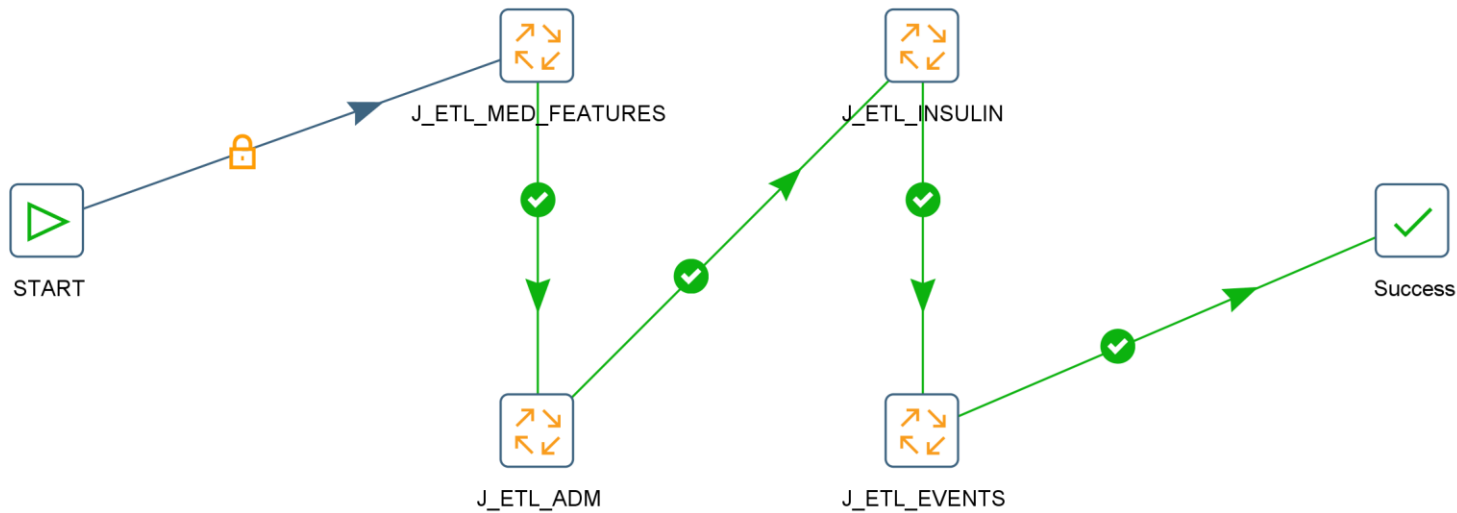 J_ETL_MED_FEATURES
J_ETL_INSULIN
START
Success
J_ETL_ADM
J_ETL_EVENTS